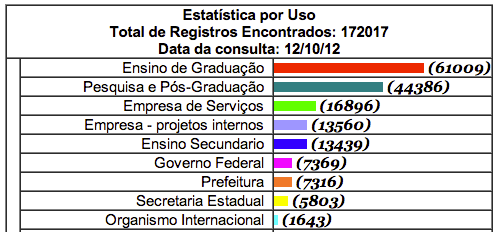 Estatística por Uso
Total de Registros Encontrados: 172017
Data da consulta: 12/10/12
Ensino de Graduação (61009)
Pesquisa e Pós-Graduação (44386)
Empresa de Serviços (16896)
Empresa - projetos internos (13560)
Ensino Secundario (13439)
Governo Federal (7369)
Prefeitura (7316)
Secretaria Estadual (5803)
Organismo Internacional (1643)